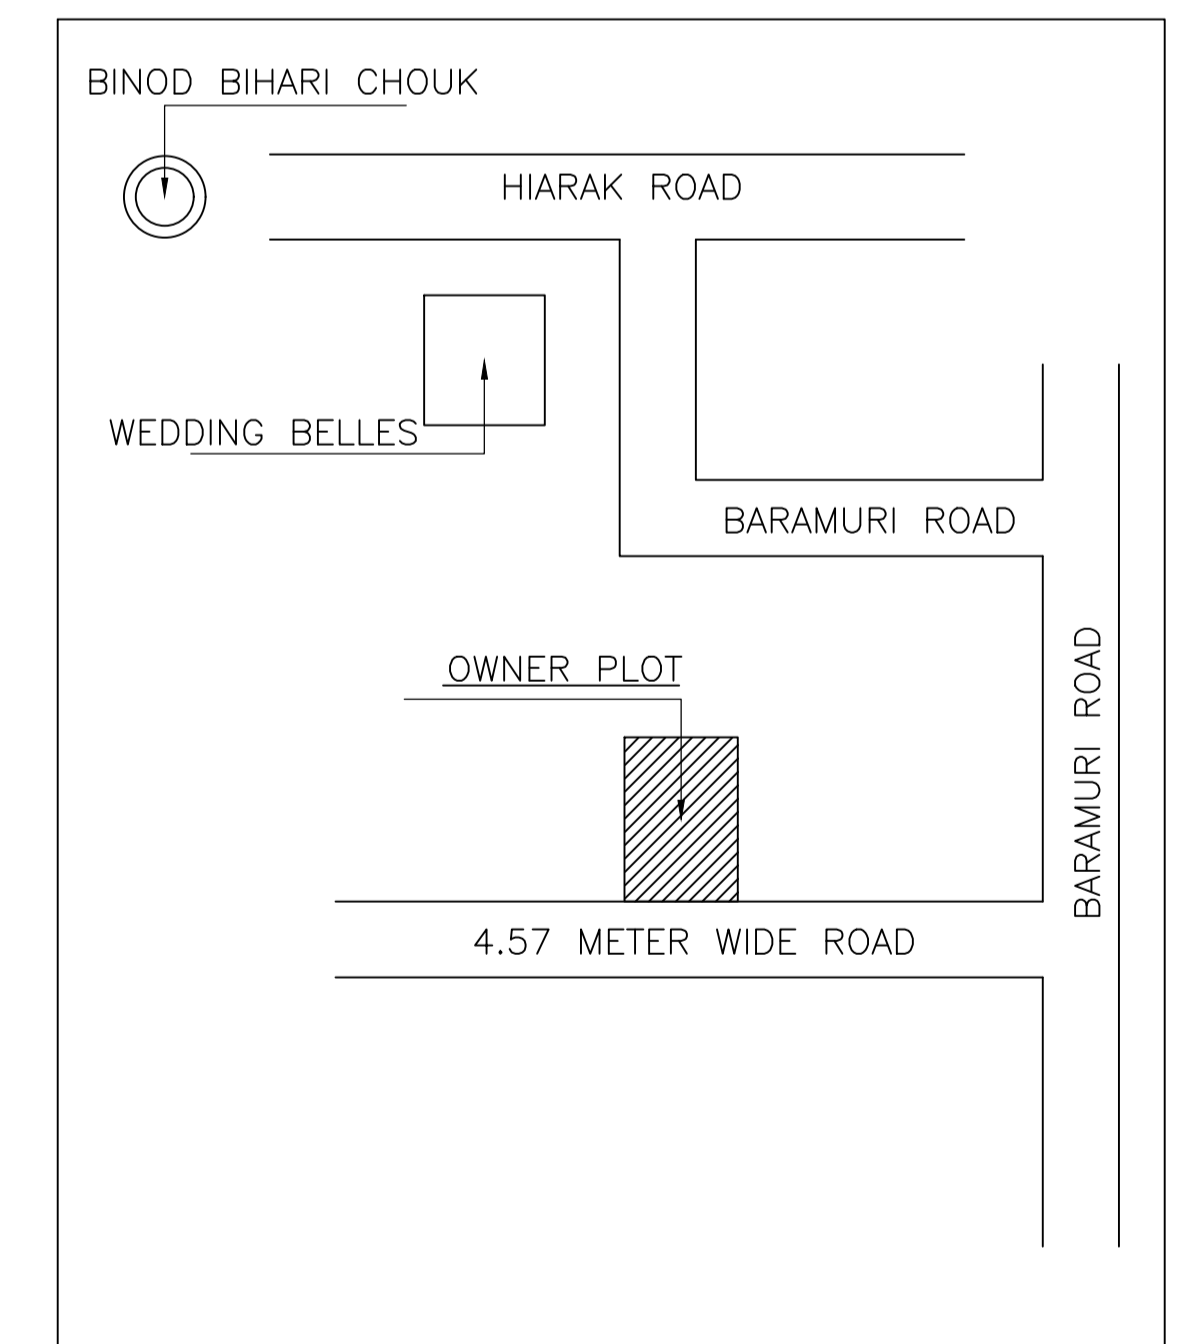 BINOD BIHARI CHOUK
HIARAK ROAD
WEDDING BELLES
BARAMURI ROAD
BARAMURI ROAD
OWNER PLOT
4.57 METER WIDE ROAD